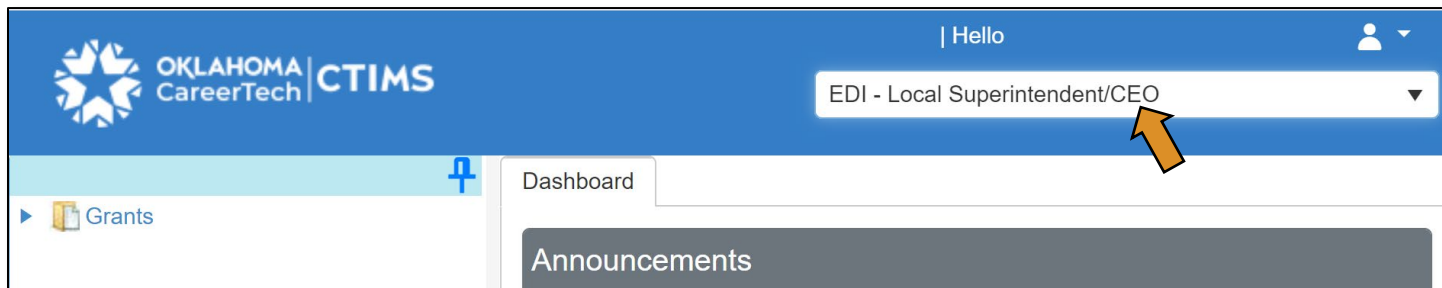 | Hello
OKLAHOMA
CareerTech
CTIMS
EDI - Local Superintendent/CEO
Dashboard
Grants
Announcements